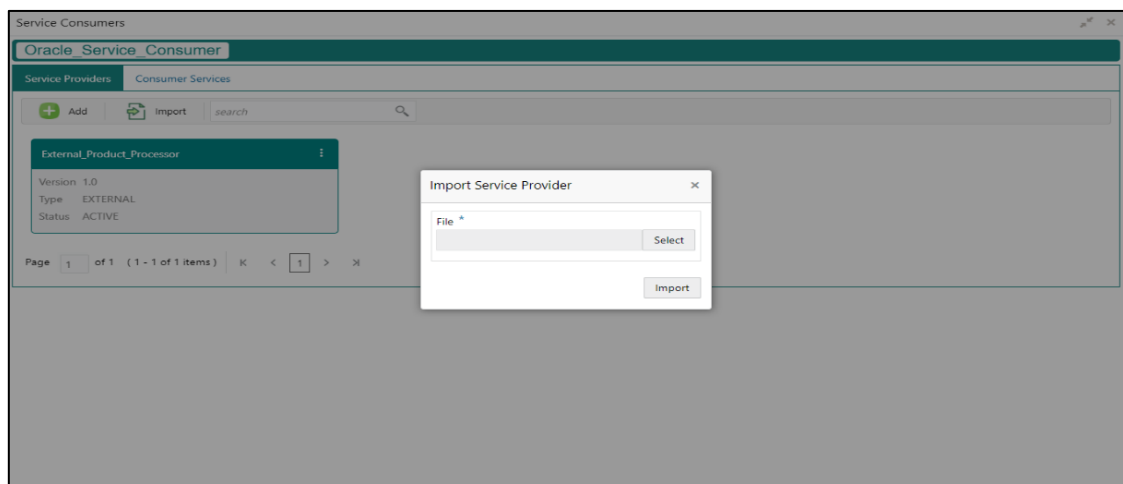 Service Consumers
Oracle_Service_Consumer
Service Providers Consumer Services
Add Import search
External_Product_Processor
Version 1.0
Type EXTERNAL
Status ACTIVE
Page 1 of 1 (1 - 1 of 1 items) 1
Import Service Provider
File *
Select
Import